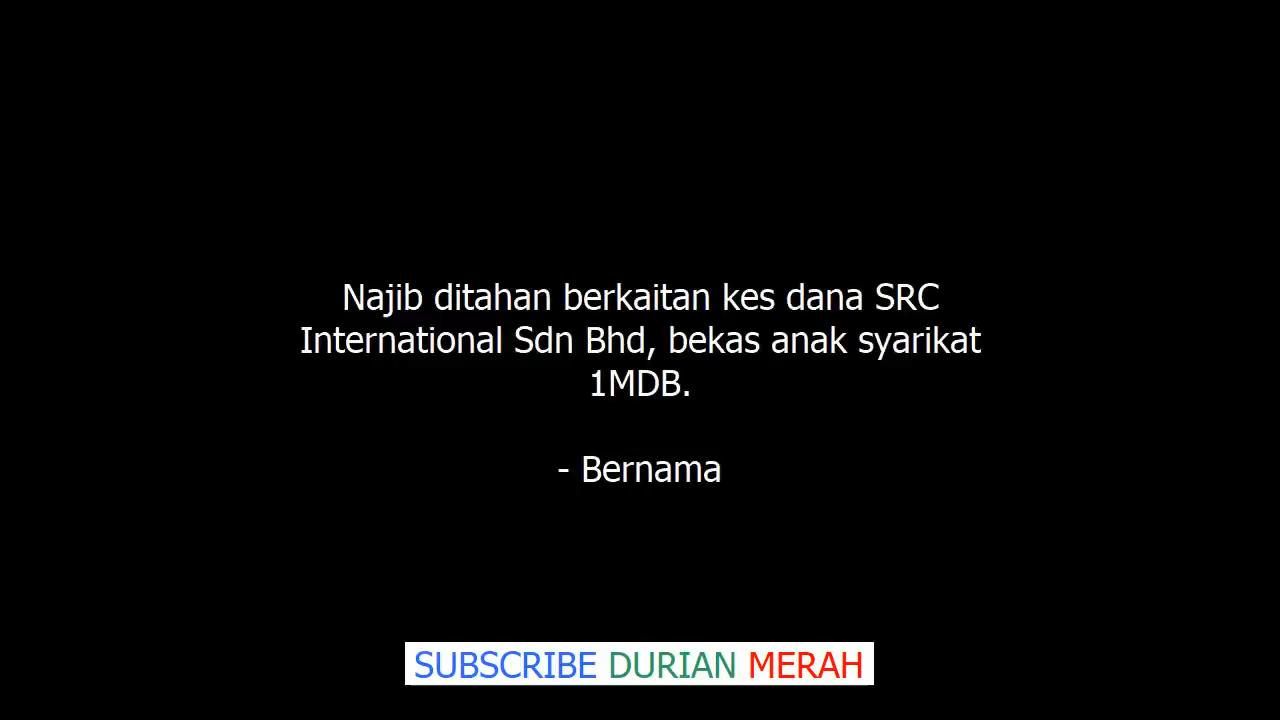 Najib ditahan berkaitan kes dana SRC
International Sdn Bhd, bekas anak syarikat
1MDB.
- Bernama
SUBSCRIBE DURIAN MERAH